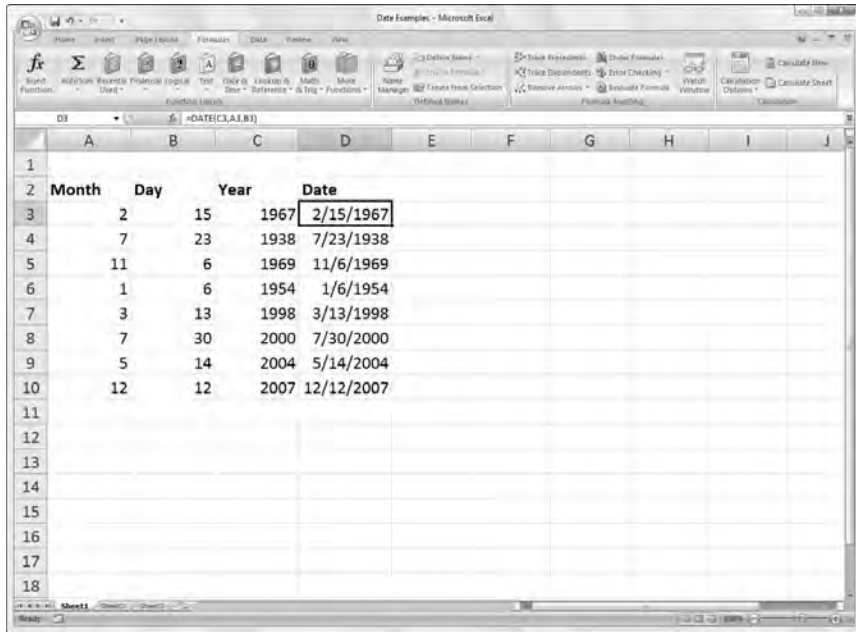 Date Examples - Microsoft Excel
Home Insert Page Layout Formulas Data Review View
fx Σ
Insert Function AutoSum Recently Used Financial Logical Text Date & Time Lookup & Reference Math & Trig More Functions
Name Manager Define Name Create from Selection
Trace Precedents Trace Dependents Remove Arrows
Show Formulas Error Checking Evaluate Formula
Watch Window
Calculation Options Calculate Now Calculate Sheet
Function Library Defined Names Formula Auditing Calculation
D3 fx =DATE(C3,A3,B3)
A B C D E F G H I J
1
2 Month Day Year Date
3 2 15 1967 2/15/1967
4 7 23 1938 7/23/1938
5 11 6 1969 11/6/1969
6 1 6 1954 1/6/1954
7 3 13 1998 3/13/1998
8 7 30 2000 7/30/2000
9 5 14 2004 5/14/2004
10 12 12 2007 12/12/2007
11
12
13
14
15
16
17
18
Sheet1 Sheet2 Sheet3
Ready 100%